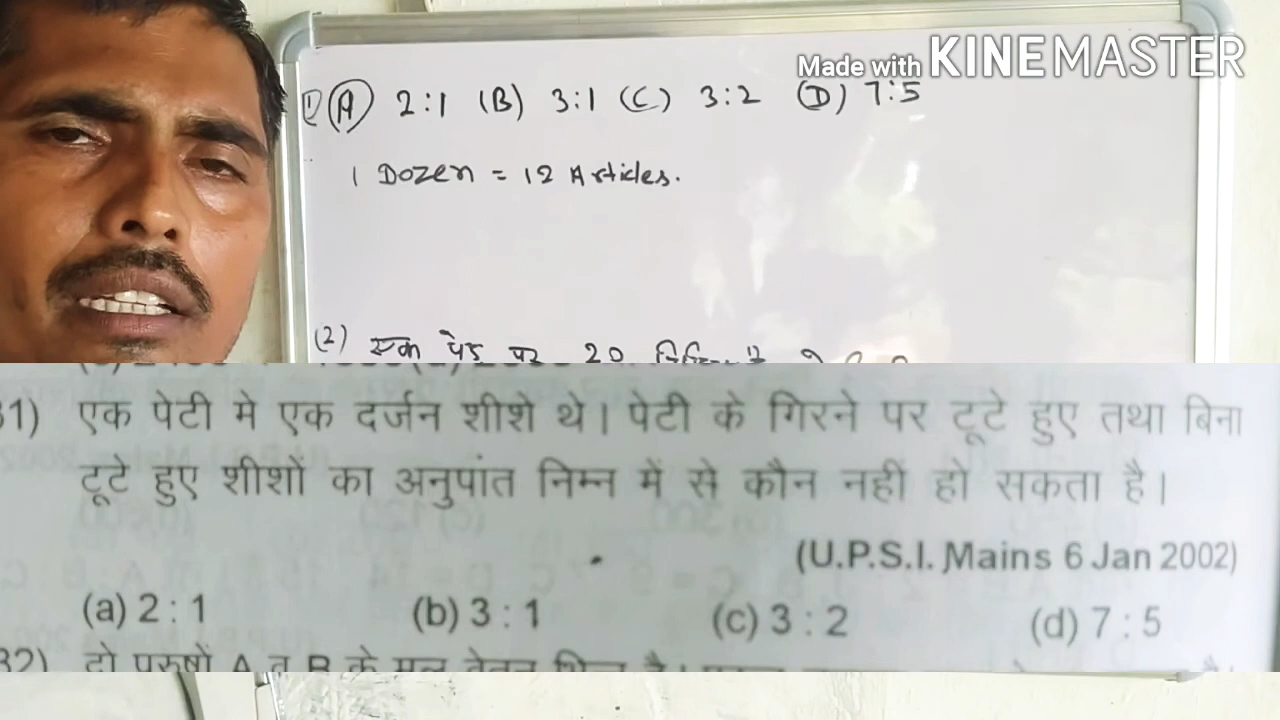 Made with KINEMASTER
1) (A) 2:1 (B) 3:1 (C) 3:2 (D) 7:5
1 Dozen = 12 Articles.
(2) एक पेड़ पर 20
31) एक पेटी मे एक दर्जन शीशे थे। पेटी के गिरने पर टूटे हुए तथा बिना
टूटे हुए शीशों का अनुपांत निम्न में से कौन नहीं हो सकता है।
(U.P.S.I. Mains 6 Jan 2002)
(a) 2 : 1 (b) 3 : 1 (c) 3 : 2 (d) 7 : 5
32) दो पुरुषों A व B के